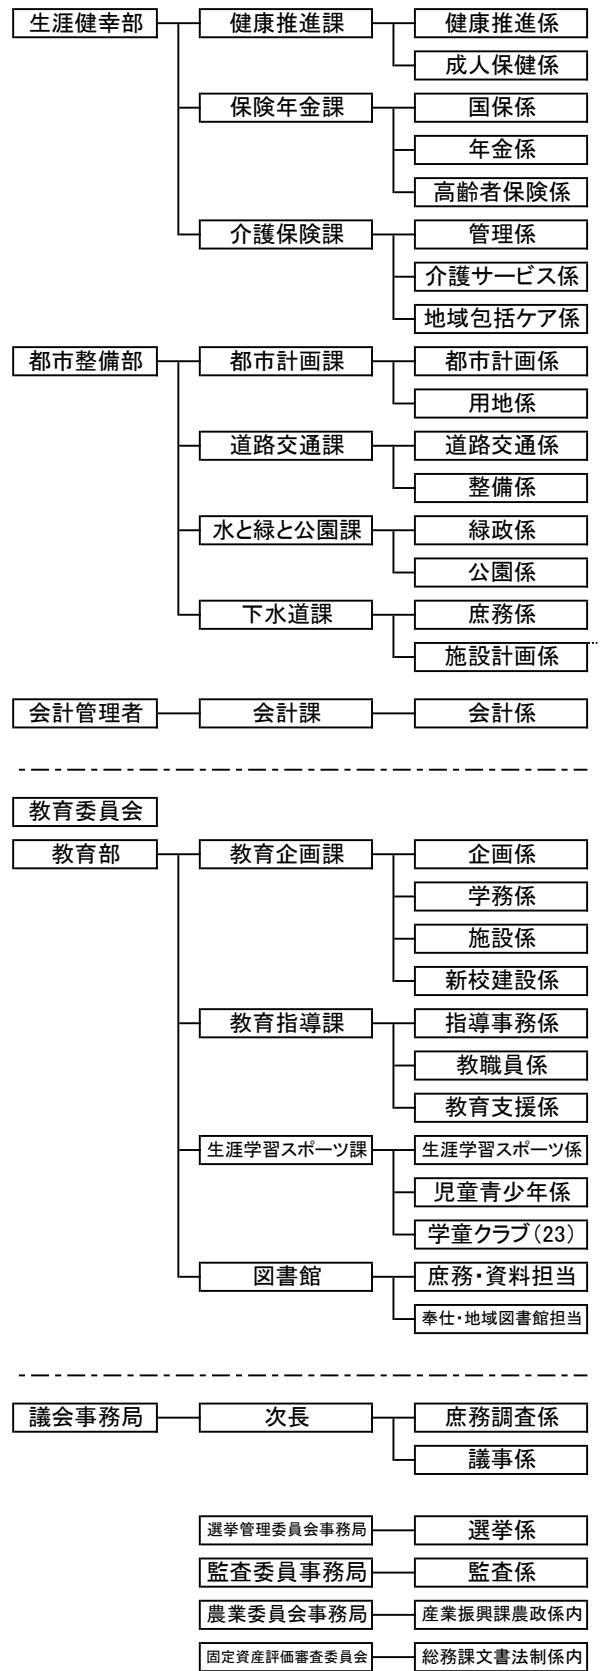 生涯健幸部 健康推進課 健康推進係
成人保健係
保険年金課 国保係
年金係
高齢者保険係
介護保険課 管理係
介護サービス係
地域包括ケア係
都市整備部 都市計画課 都市計画係
用地係
道路交通課 道路交通係
整備係
水と緑と公園課 緑政係
公園係
下水道課 庶務係
施設計画係
会計管理者 会計課 会計係
教育委員会
教育部 教育企画課 企画係
学務係
施設係
新校建設係
教育指導課 指導事務係
教職員係
教育支援係
生涯学習スポーツ課 生涯学習スポーツ係
児童青少年係
学童クラブ(23)
図書館 庶務・資料担当
奉仕・地域図書館担当
議会事務局 次長 庶務調査係
議事係
選挙管理委員会事務局 選挙係
監査委員事務局 監査係
農業委員会事務局 産業振興課農政係内
固定資産評価審査委員会 総務課文書法制係内